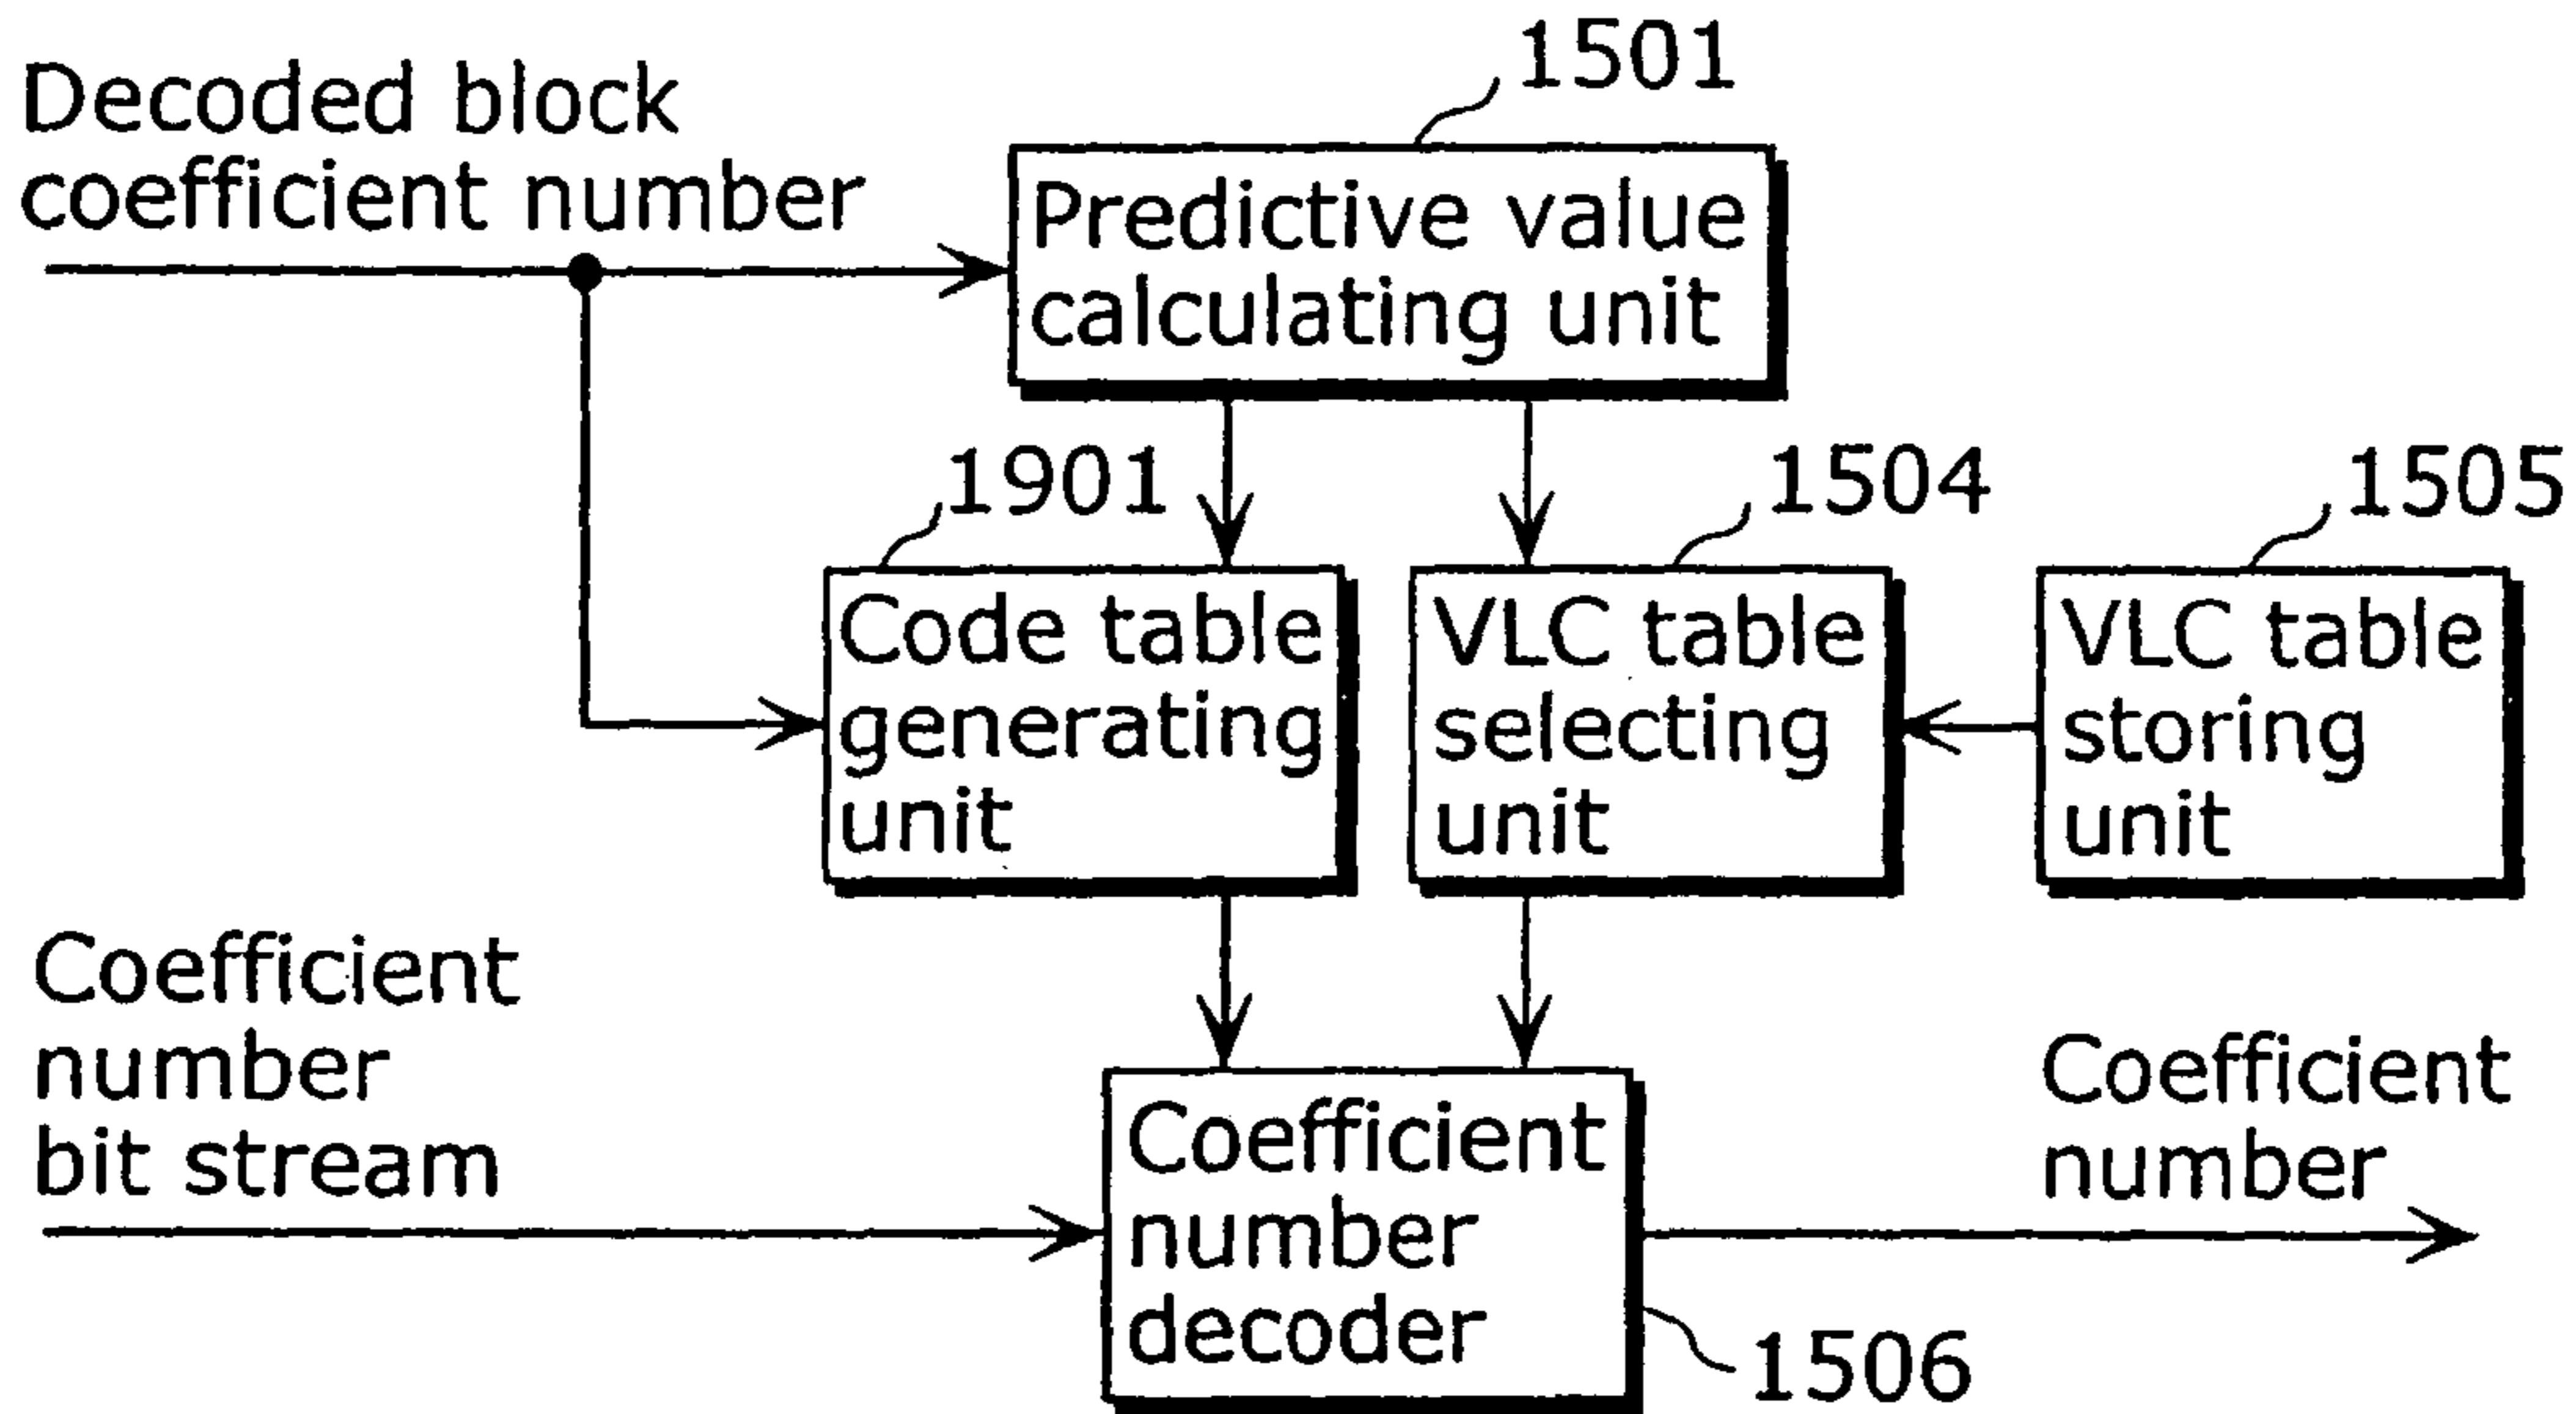 1501
Decoded block
coefficient number
Predictive value
calculating unit
1901
1504
1505
Code table
generating
unit
VLC table
selecting
unit
VLC table
storing
unit
Coefficient
number
bit stream
Coefficient
number
decoder
Coefficient
number
1506